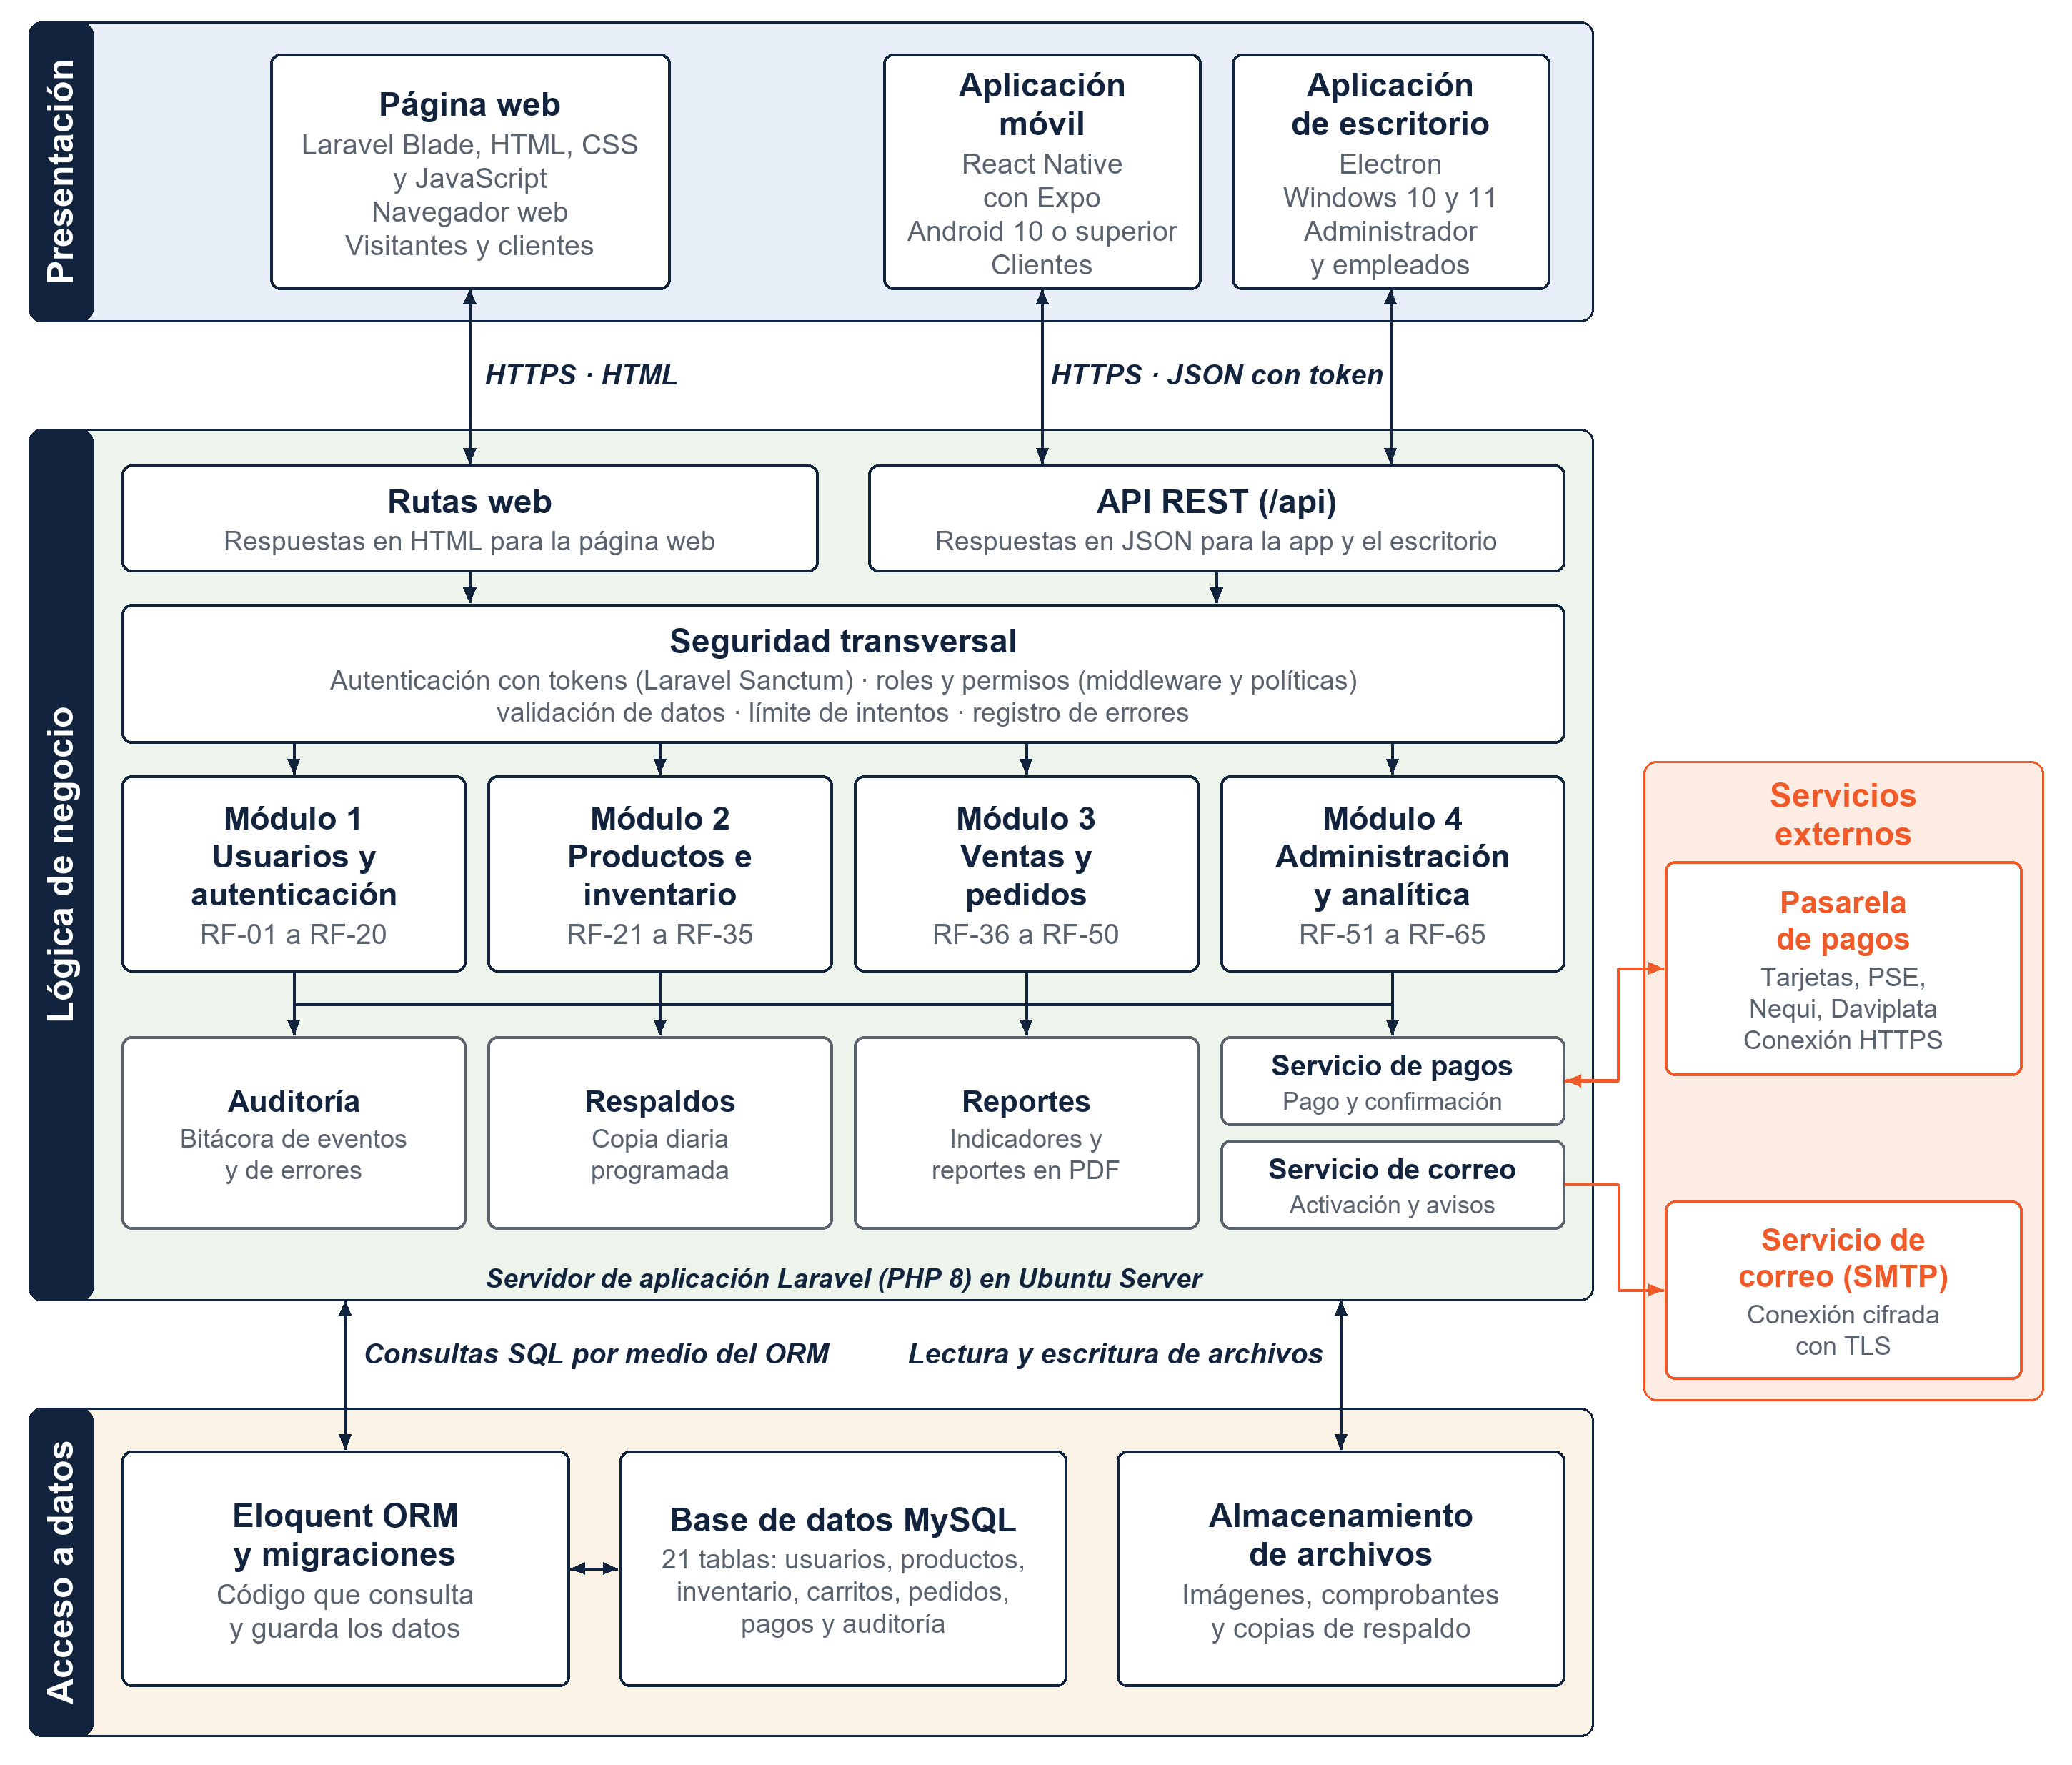 Presentación
Página web
Laravel Blade, HTML, CSS
y JavaScript
Navegador web
Visitantes y clientes
Aplicación
móvil
React Native
con Expo
Android 10 o superior
Clientes
Aplicación
de escritorio
Electron
Windows 10 y 11
Administrador
y empleados
HTTPS · HTML
HTTPS · JSON con token
Lógica de negocio
Rutas web
Respuestas en HTML para la página web
API REST (/api)
Respuestas en JSON para la app y el escritorio
Seguridad transversal
Autenticación con tokens (Laravel Sanctum) · roles y permisos (middleware y políticas)
validación de datos · límite de intentos · registro de errores
Módulo 1
Usuarios y
autenticación
RF-01 a RF-20
Módulo 2
Productos e
inventario
RF-21 a RF-35
Módulo 3
Ventas y
pedidos
RF-36 a RF-50
Módulo 4
Administración
y analítica
RF-51 a RF-65
Auditoría
Bitácora de eventos
y de errores
Respaldos
Copia diaria
programada
Reportes
Indicadores y
reportes en PDF
Servicio de pagos
Pago y confirmación
Servicio de correo
Activación y avisos
Servidor de aplicación Laravel (PHP 8) en Ubuntu Server
Servicios
externos
Pasarela
de pagos
Tarjetas, PSE,
Nequi, Daviplata
Conexión HTTPS
Servicio de
correo (SMTP)
Conexión cifrada
con TLS
Consultas SQL por medio del ORM
Lectura y escritura de archivos
Acceso a datos
Eloquent ORM
y migraciones
Código que consulta
y guarda los datos
Base de datos MySQL
21 tablas: usuarios, productos,
inventario, carritos, pedidos,
pagos y auditoría
Almacenamiento
de archivos
Imágenes, comprobantes
y copias de respaldo